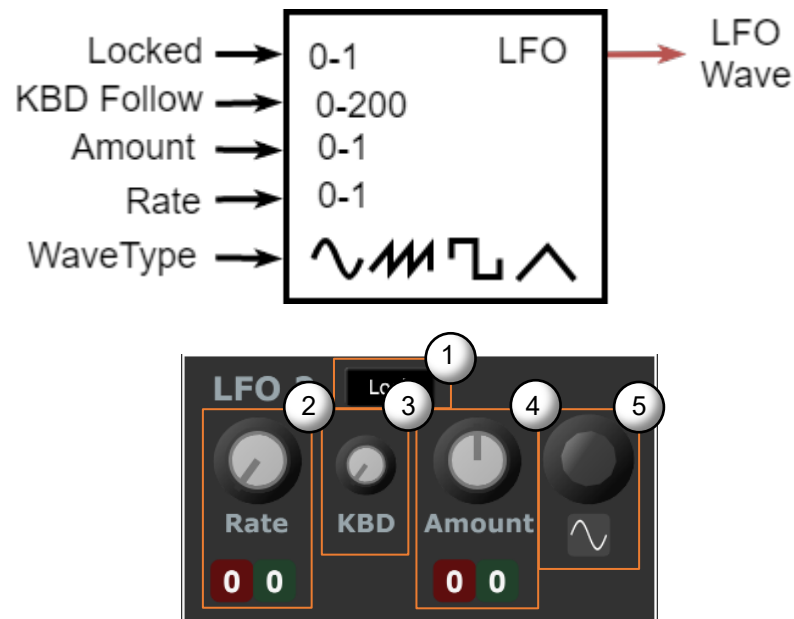 Locked
0-1
LFO
LFO
Wave
KBD Follow
0-200
Amount
0-1
Rate
0-1
WaveType
1
LFO
2
3
4
5
Rate
KBD
Amount
0 0
0 0